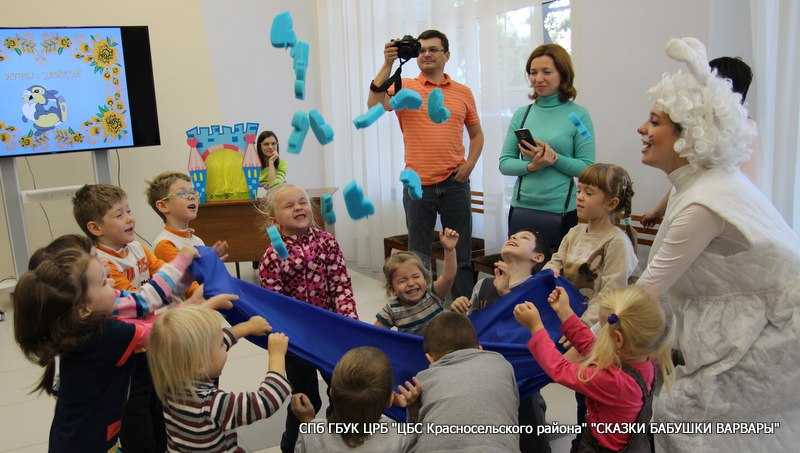 СПб ГБУК ЦРБ "ЦБС Красносельского района" "СКАЗКИ БАБУШКИ ВАРВАРЫ"